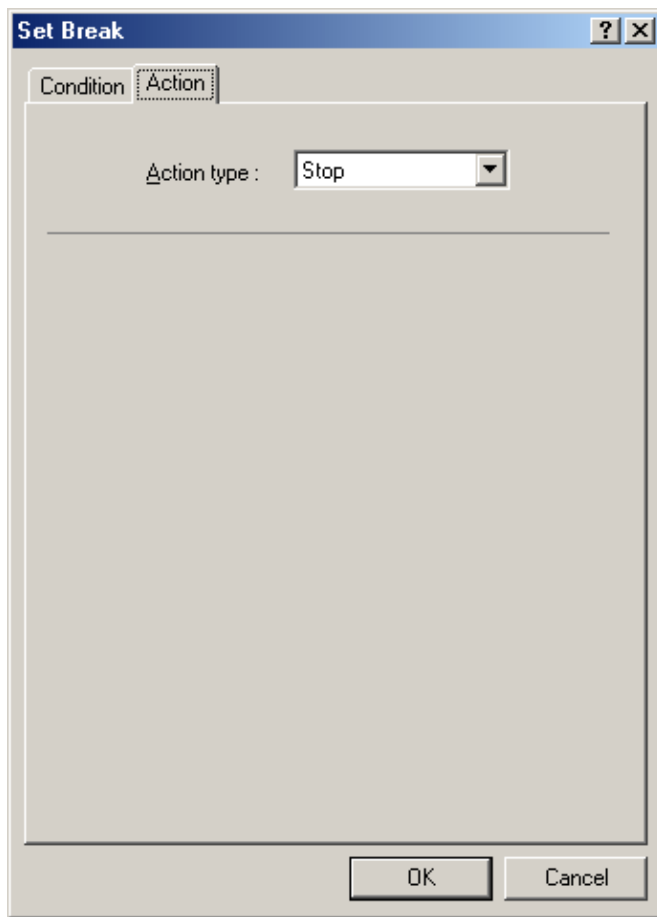 Set Break
Condition Action
Action type :
Stop
OK Cancel